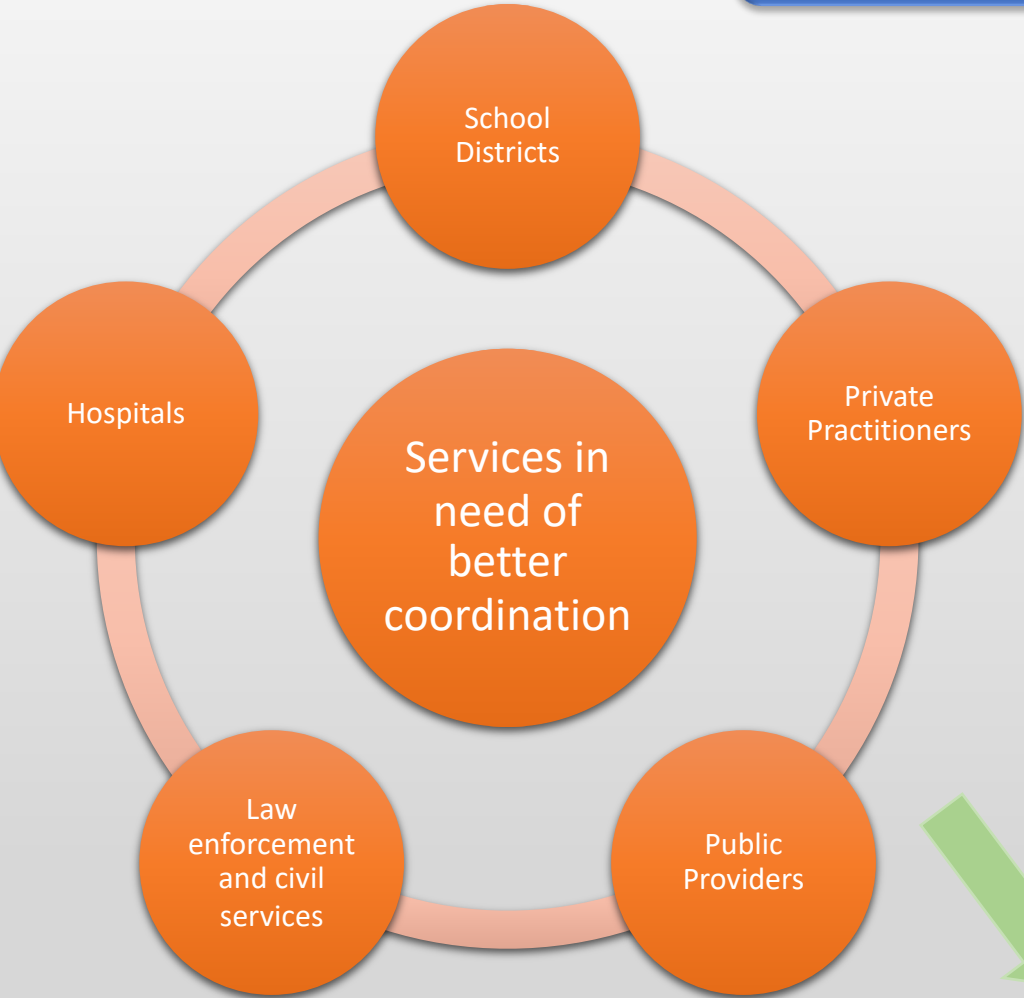 School
Districts
Hospitals
Private
Practitioners
Services in
need of
better
coordination
Law
enforcement
and civil
services
Public
Providers